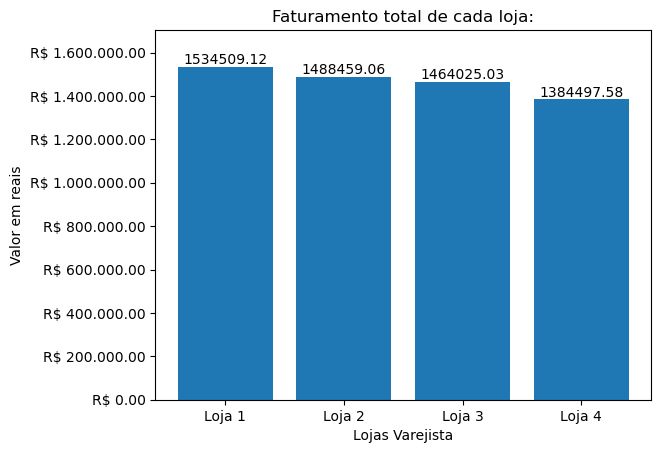 Faturamento total de cada loja:
R$ 1.600.000.00
R$ 1.400.000.00
R$ 1.200.000.00
R$ 1.000.000.00
R$ 800.000.00
R$ 600.000.00
R$ 400.000.00
R$ 200.000.00
R$ 0.00
Valor em reais
1534509.12
1488459.06
1464025.03
1384497.58
Loja 1
Loja 2
Loja 3
Loja 4
Lojas Varejista